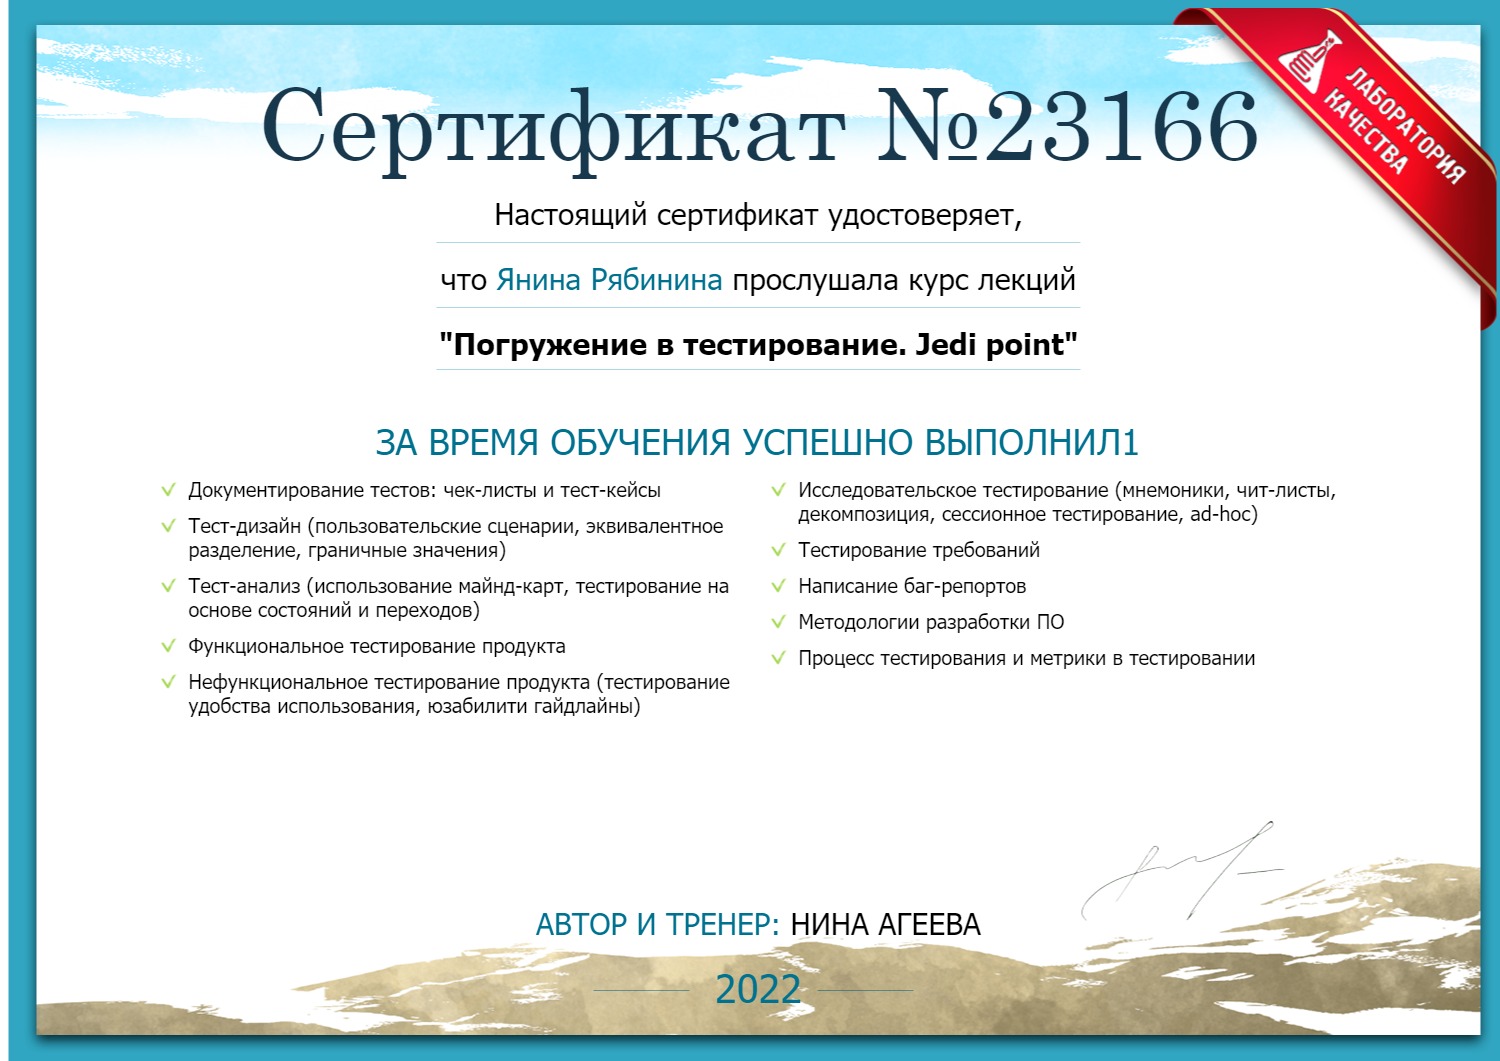 Сертификат №23166
ЛАБОРАТОРИЯ
КАЧЕСТВА
Настоящий сертификат удостоверяет,
что Янина Рябинина прослушала курс лекций
"Погружение в тестирование. Jedi point"
ЗА ВРЕМЯ ОБУЧЕНИЯ УСПЕШНО ВЫПОЛНИЛ1
Документирование тестов: чек-листы и тест-кейсы
Тест-дизайн (пользовательские сценарии, эквивалентное
разделение, граничные значения)
Тест-анализ (использование майнд-карт, тестирование на
основе состояний и переходов)
Функциональное тестирование продукта
Нефункциональное тестирование продукта (тестирование
удобства использования, юзабилити гайдлайны)
Исследовательское тестирование (мнемоники, чит-листы,
декомпозиция, сессионное тестирование, ad-hoc)
Тестирование требований
Написание баг-репортов
Методологии разработки ПО
Процесс тестирования и метрики в тестировании
АВТОР И ТРЕНЕР: НИНА АГЕЕВА
2022